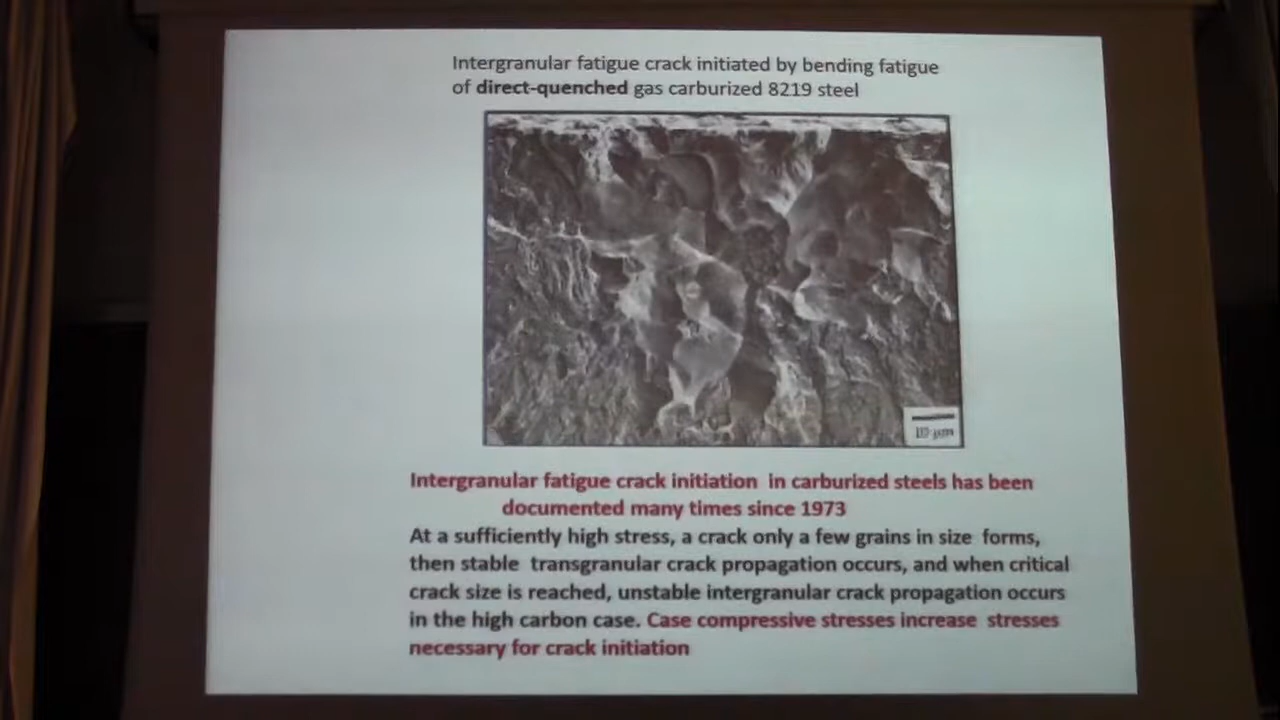 Intergranular fatigue crack initiated by bending fatigue
of direct-quenched gas carburized 8219 steel
10 µm
Intergranular fatigue crack initiation in carburized steels has been
documented many times since 1973
At a sufficiently high stress, a crack only a few grains in size forms,
then stable transgranular crack propagation occurs, and when critical
crack size is reached, unstable intergranular crack propagation occurs
in the high carbon case. Case compressive stresses increase stresses
necessary for crack initiation